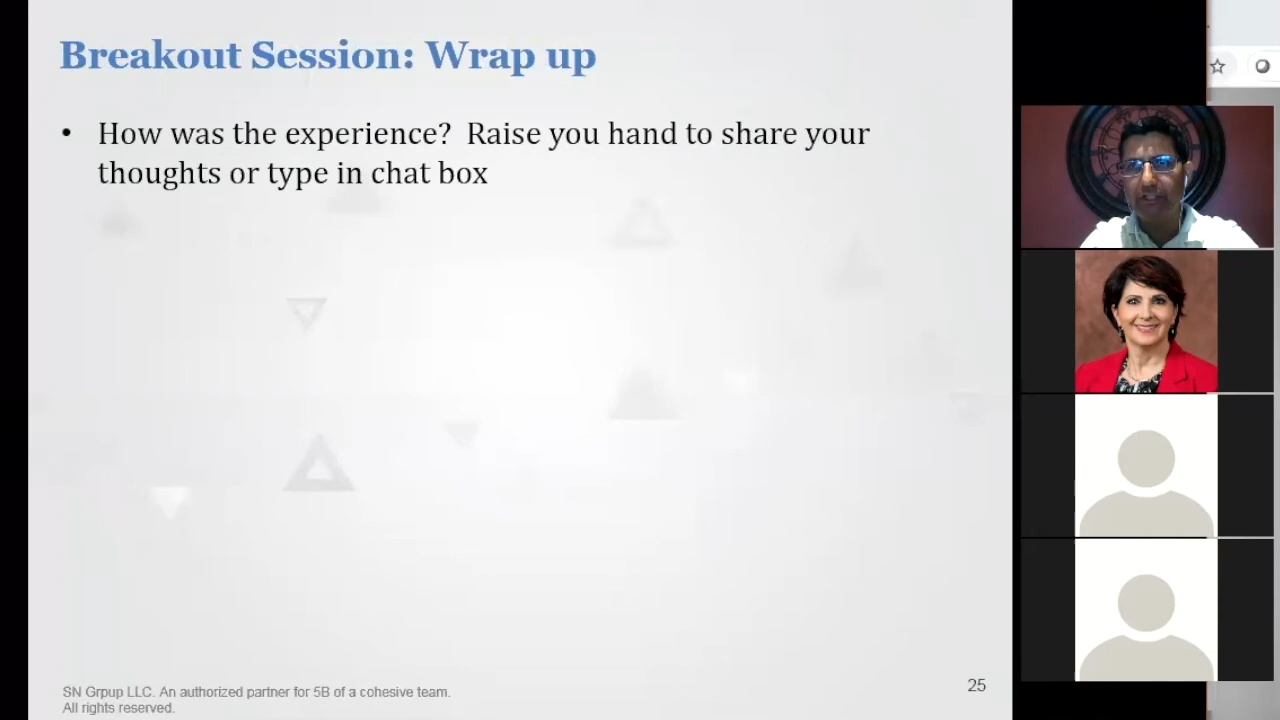 Breakout Session: Wrap up
• How was the experience?  Raise you hand to share your
thoughts or type in chat box
SN Grpup LLC. An authorized partner for 5B of a cohesive team.
All rights reserved.
25